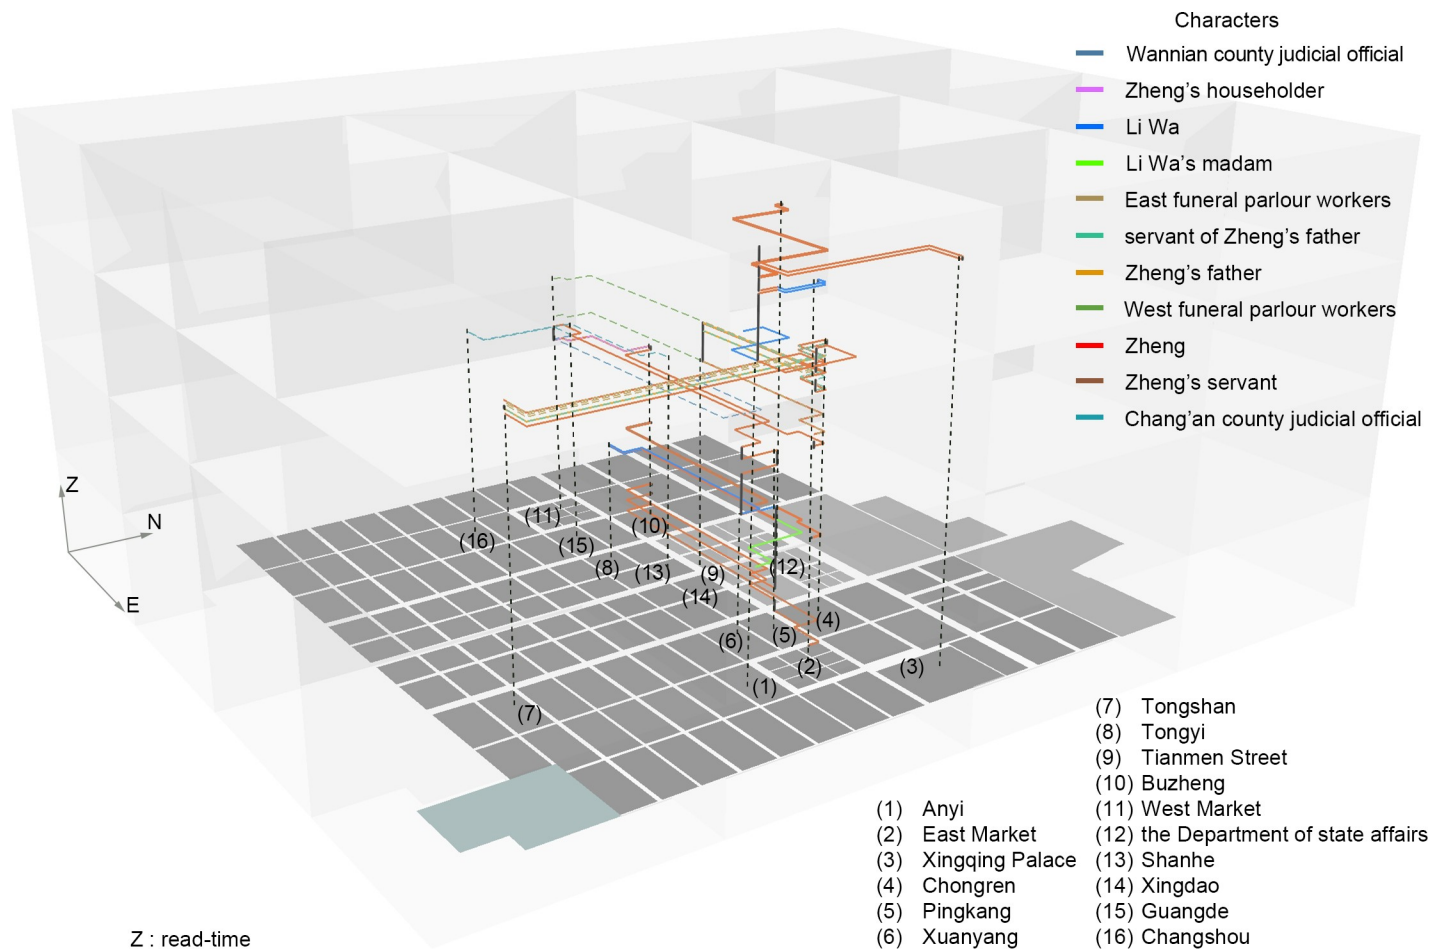 Characters
Wannian county judicial official
Zheng's householder
Li Wa
Li Wa's madam
East funeral parlour workers
servant of Zheng's father
Zheng's father
West funeral parlour workers
Zheng
Zheng's servant
Chang'an county judicial official
Z
N
E
(11)
(10)
(16)
(15)
(8)
(13)
(9)
(12)
(14)
(4)
(6)
(5)
(2)
(3)
(1)
(7)
(1) Anyi
(2) East Market
(3) Xingqing Palace
(4) Chongren
(5) Pingkang
(6) Xuanyang
(7) Tongshan
(8) Tongyi
(9) Tianmen Street
(10) Buzheng
(11) West Market
(12) the Department of state affairs
(13) Shanhe
(14) Xingdao
(15) Guangde
(16) Changshou
Z : read-time